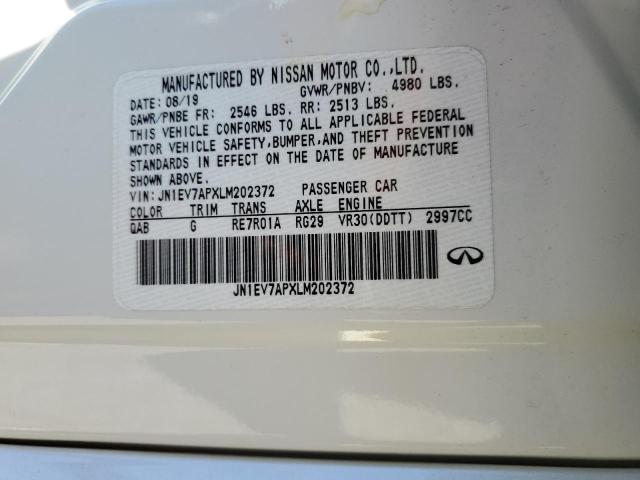 MANUFACTURED BY NISSAN MOTOR CO.,LTD.
DATE: 08/19 GVWR/PNBV: 4980 LBS.
GAWR/PNBE FR: 2546 LBS. RR: 2513 LBS.
THIS VEHICLE CONFORMS TO ALL APPLICABLE FEDERAL
MOTOR VEHICLE SAFETY,BUMPER,AND THEFT PREVENTION
STANDARDS IN EFFECT ON THE DATE OF MANUFACTURE
SHOWN ABOVE.
VIN: JN1EV7APXLM202372 PASSENGER CAR
COLOR TRIM TRANS AXLE ENGINE
QAB G RE7R01A RG29 VR30(DDTT) 2997CC
JN1EV7APXLM202372